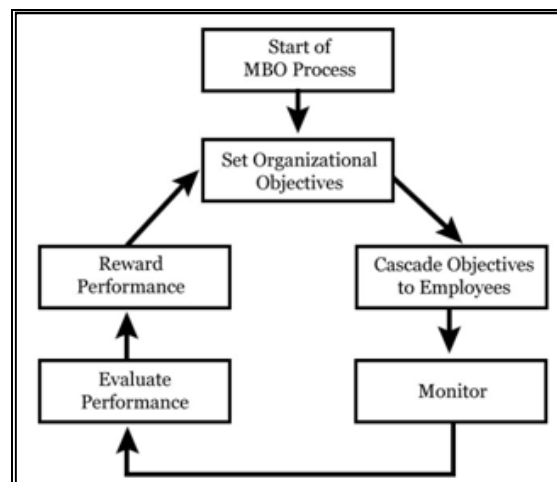 Start of
MBO Process
Set Organizational
Objectives
Reward
Performance
Cascade Objectives
to Employees
Evaluate
Performance
Monitor